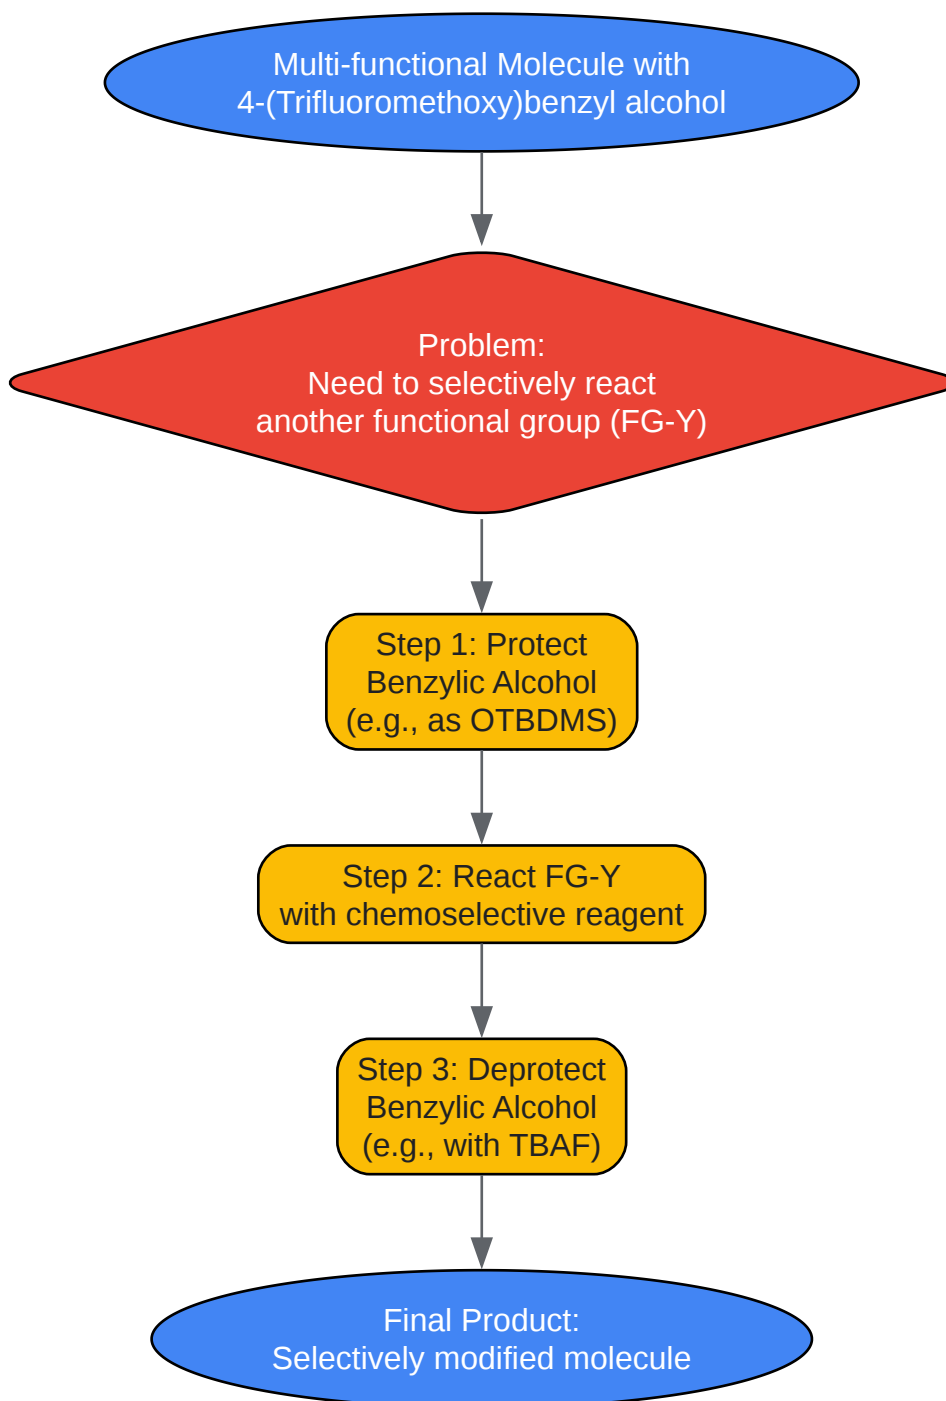 Multi-functional Molecule with
4-(Trifluoromethoxy)benzyl alcohol
Problem:
Need to selectively react
another functional group (FG-Y)
Step 1: Protect
Benzylic Alcohol
(e.g., as OTBDMS)
Step 2: React FG-Y
with chemoselective reagent
Step 3: Deprotect
Benzylic Alcohol
(e.g., with TBAF)
Final Product:
Selectively modified molecule